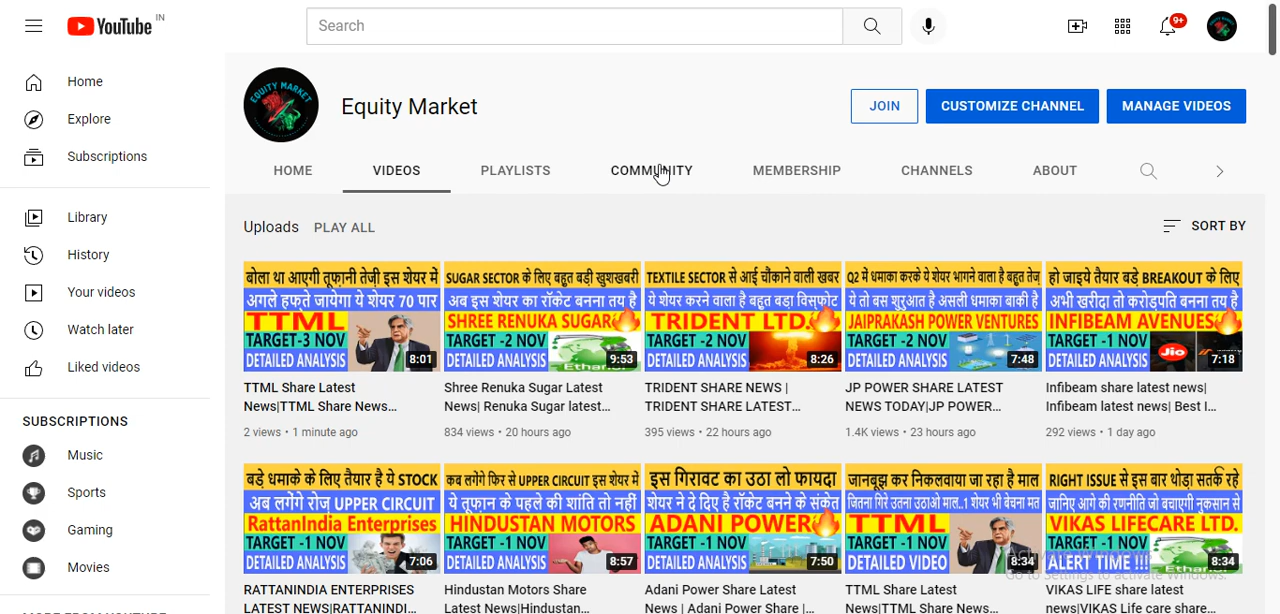 YouTube IN
Search
9+
Home
Explore
Subscriptions
Library
History
Your videos
Watch later
Liked videos
SUBSCRIPTIONS
Music
Sports
Gaming
Movies
EQUITY MARKET
Equity Market
JOIN
CUSTOMIZE CHANNEL
MANAGE VIDEOS
HOME
VIDEOS
PLAYLISTS
COMMUNITY
MEMBERSHIP
CHANNELS
ABOUT
Uploads PLAY ALL
SORT BY
बोला था आएगी तूफ़ानी तेज़ी इस शेयर में
अगले हफ्ते जायेगा ये शेयर 70 पार
TTML
TARGET-3 NOV
DETAILED ANALYSIS
8:01
TTML Share Latest
News|TTML Share News...
2 views • 1 minute ago
SUGAR SECTOR के लिए बहुत बड़ी खुशखबरी
अब इस शेयर का रॉकेट बनना तय है
SHREE RENUKA SUGAR
TARGET -2 NOV
DETAILED ANALYSIS
9:53
Shree Renuka Sugar Latest
News| Renuka Sugar latest...
834 views • 20 hours ago
TEXTILE SECTOR से आई चौकाने वाली खबर
ये शेयर करने वाला है बहुत बडा विस्फोट
TRIDENT LTD.
TARGET -2 NOV
DETAILED ANALYSIS
8:26
TRIDENT SHARE NEWS |
TRIDENT SHARE LATEST...
395 views • 22 hours ago
Q2 में धमाका करके ये शेयर भागने वाला है बहुत तेज़
ये तो बस शुरुआत है असली धमाका बाकी है
JAIPRAKASH POWER VENTURES
TARGET -2 NOV
DETAILED ANALYSIS
7:48
JP POWER SHARE LATEST
NEWS TODAY|JP POWER...
1.4K views • 23 hours ago
हो जाइये तैयार बड़े BREAKOUT के लिए
अभी खरीदा तो करोड़पति बनना तय है
INFIBEAM AVENUES
TARGET -1 NOV
DETAILED ANALYSIS
Jio
7:18
Infibeam share latest news|
Infibeam latest news| Best I...
292 views • 1 day ago
बड़े धमाके के लिए तैयार है ये STOCK
अब लगेंगे रोज़ UPPER CIRCUIT
RattanIndia Enterprises
TARGET -1 NOV
DETAILED ANALYSIS
7:06
RATTANINDIA ENTERPRISES
LATEST NEWS|RATTANINDI...
कब लगेंगे फिर से UPPER CIRCUIT इस शेयर में
ये तूफ़ान के पहले की शांति तो नहीं
HINDUSTAN MOTORS
TARGET -1 NOV
DETAILED ANALYSIS
8:57
Hindustan Motors Share
Latest News|Hindustan...
इस गिरावट का उठा लो फायदा
शेयर ने दे दिए है रॉकेट बनने के संकेत
ADANI POWER
TARGET -1 NOV
DETAILED ANALYSIS
7:50
Adani Power Share Latest
News | Adani Power Share |...
जानबूझ कर निकलवाया जा रहा है माल
जितना गिरे उतना उठाओ माल..1 शेयर भी बेचना मत
TTML
TARGET -1 NOV
DETAILED VIDEO
8:34
TTML Share Latest
News|TTML Share News...
RIGHT ISSUE से इस बार थोड़ा सतर्क रहे
जानिए आगे की रणनीति जो बचाएगी नुकसान से
VIKAS LIFECARE LTD.
TARGET -1 NOV
ALERT TIME !!!
8:34
VIKAS LIFE share latest
news|VIKAS Life care share...
Go to Settings to activate Windows.